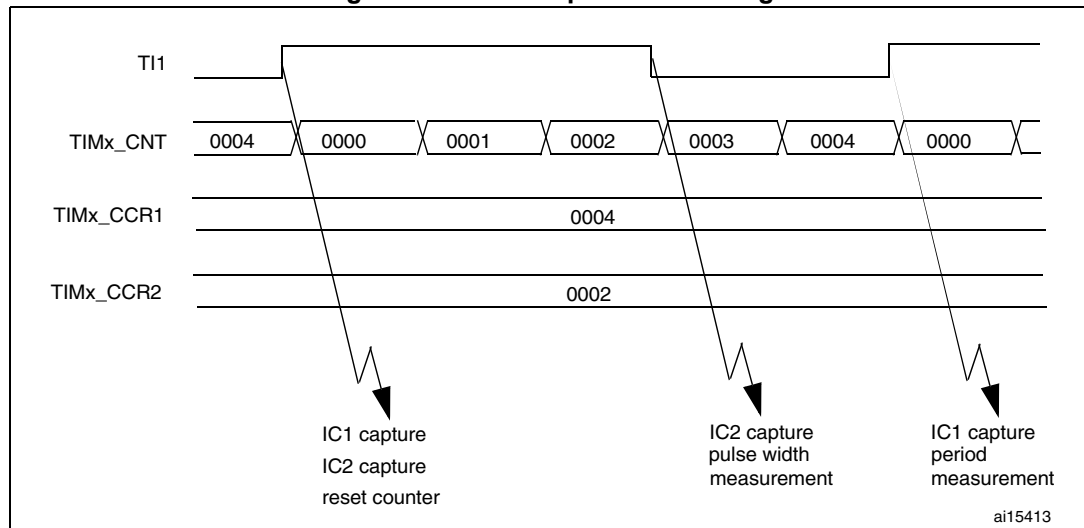 TI1
TIMx_CNT 0004 0000 0001 0002 0003 0004 0000
TIMx_CCR1 0004
TIMx_CCR2 0002
IC1 capture
IC2 capture
reset counter
IC2 capture
pulse width
measurement
IC1 capture
period
measurement
ai15413